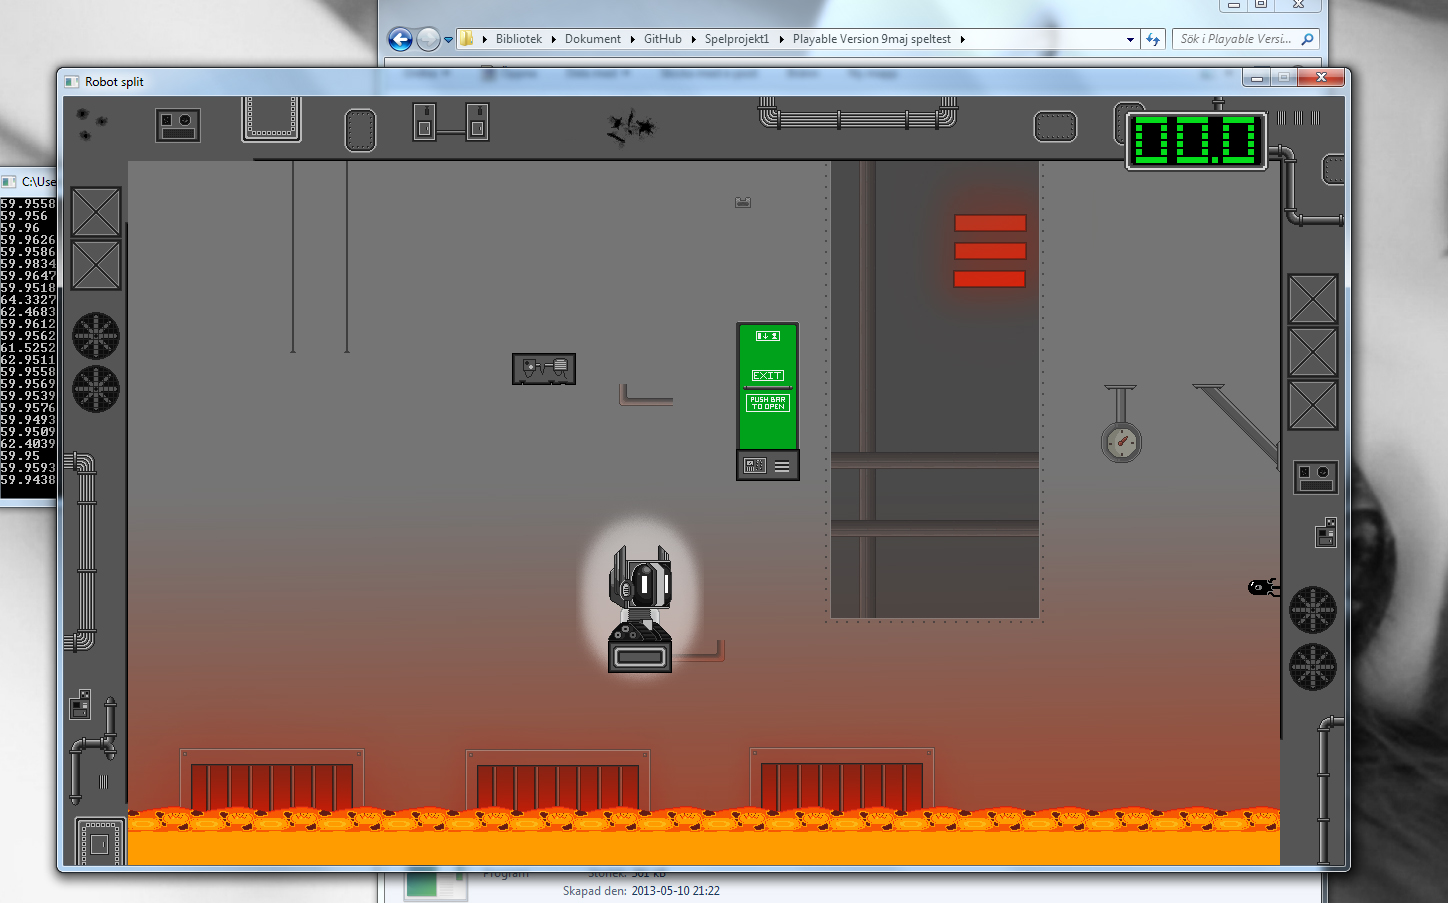 Bibliotek
Dokument
GitHub
Spelprojekt1
Playable Version 9maj speltest
Sök i Playable Versi...
Robot split
C:\Use
00.0
59.9558
59.956
59.96
59.9626
59.9586
59.9834
59.9647
59.9518
64.3327
62.4683
59.9612
59.9562
61.5252
62.9511
59.9558
59.9569
59.9539
59.9576
59.9493
59.9509
62.4039
59.95
59.9593
59.9438
EXIT
PUSH BAR
TO OPEN
Program
Storlek: 501 kB
Skapad den: 2013-05-10 21:22